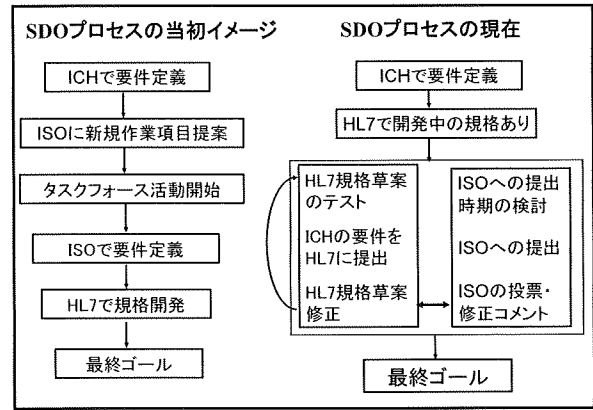 SDOプロセスの当初イメージ
ICHで要件定義
ISOに新規作業項目提案
タスクフォース活動開始
ISOで要件定義
HL7で規格開発
最終ゴール
SDOプロセスの現在
ICHで要件定義
HL7で開発中の規格あり
HL7規格草案
のテスト
ICHの要件を
HL7に提出
HL7規格草案
修正
ISOへの提出
時期の検討
ISOへの提出
ISOの投票・
修正コメント
最終ゴール